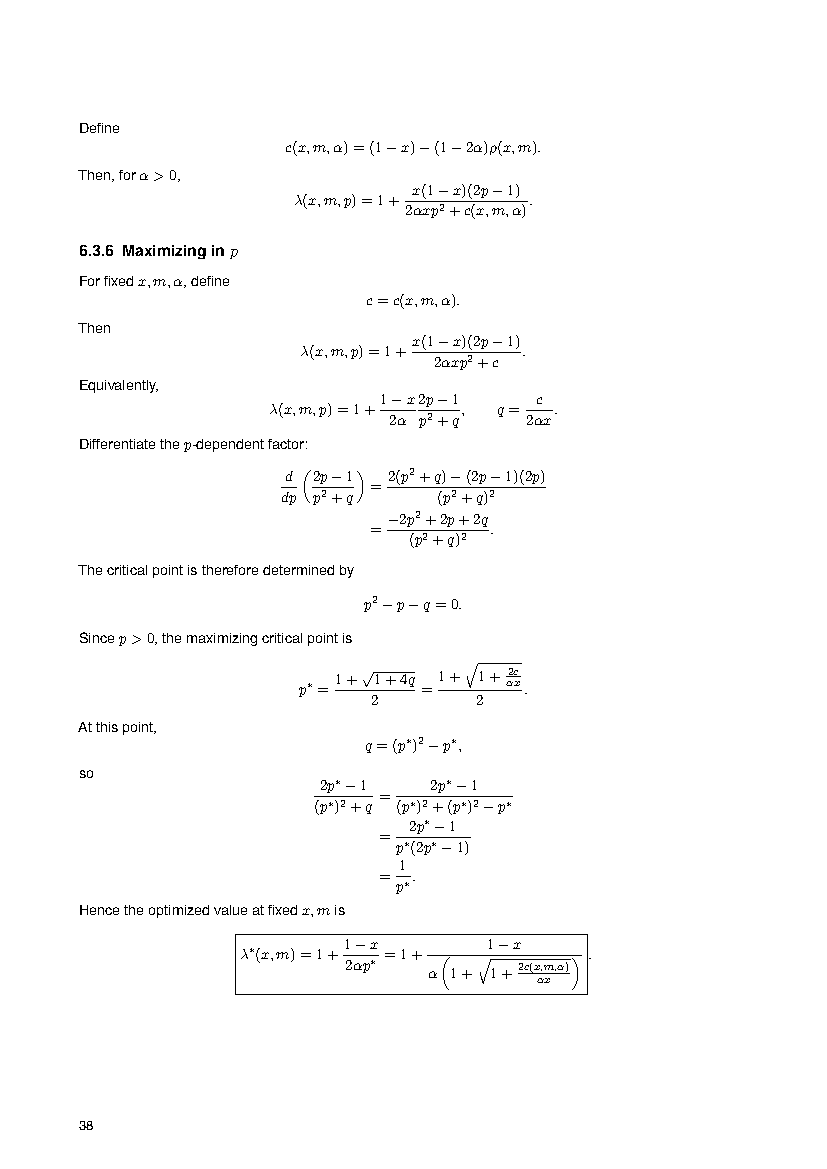 Define
c(x, m, α) = (1 − x) − (1 − 2α)ρ(x, m).
Then, for α > 0,
λ(x, m, p) = 1 + x(1 − x)(2p − 1) / (2αxp² + c(x, m, α)).
6.3.6 Maximizing in p
For fixed x, m, α, define
c = c(x, m, α).
Then
λ(x, m, p) = 1 + x(1 − x)(2p − 1) / (2αxp² + c).
Equivalently,
λ(x, m, p) = 1 + (1 − x)/(2α) (2p − 1)/(p² + q), q = c/(2αx).
Differentiate the p-dependent factor:
d/dp ((2p − 1)/(p² + q)) = (2(p² + q) − (2p − 1)(2p))/(p² + q)²
= (−2p² + 2p + 2q)/(p² + q)².
The critical point is therefore determined by
p² − p − q = 0.
Since p > 0, the maximizing critical point is
p* = (1 + √(1 + 4q))/2 = (1 + √(1 + 2c/(αx)))/2.
At this point,
q = (p*)² − p*,
so
(2p* − 1)/((p*)² + q) = (2p* − 1)/((p*)² + (p*)² − p*)
= (2p* − 1)/(p*(2p* − 1))
= 1/p*.
Hence the optimized value at fixed x, m is
λ*(x, m) = 1 + (1 − x)/(2αp*) = 1 + (1 − x)/(α(1 + √(1 + 2c(x,m,α)/(αx)))).
38